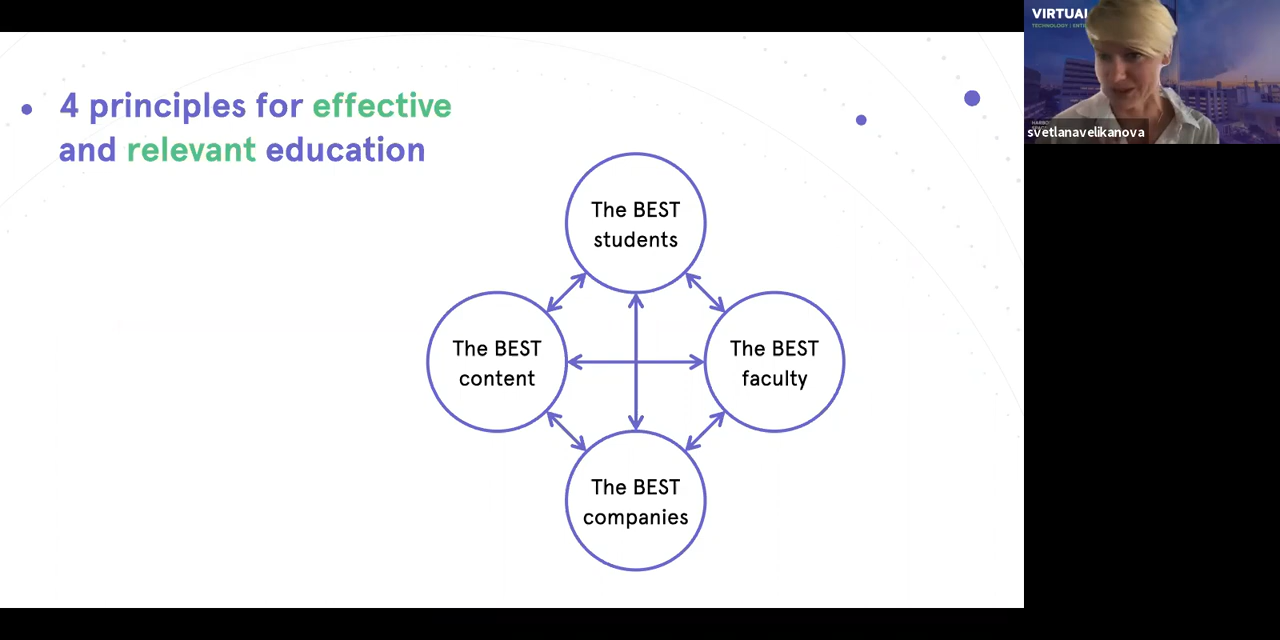 4 principles for effective
and relevant education
The BEST
students
The BEST
content
The BEST
faculty
The BEST
companies
VIRTUAL
svetlanavelikanova